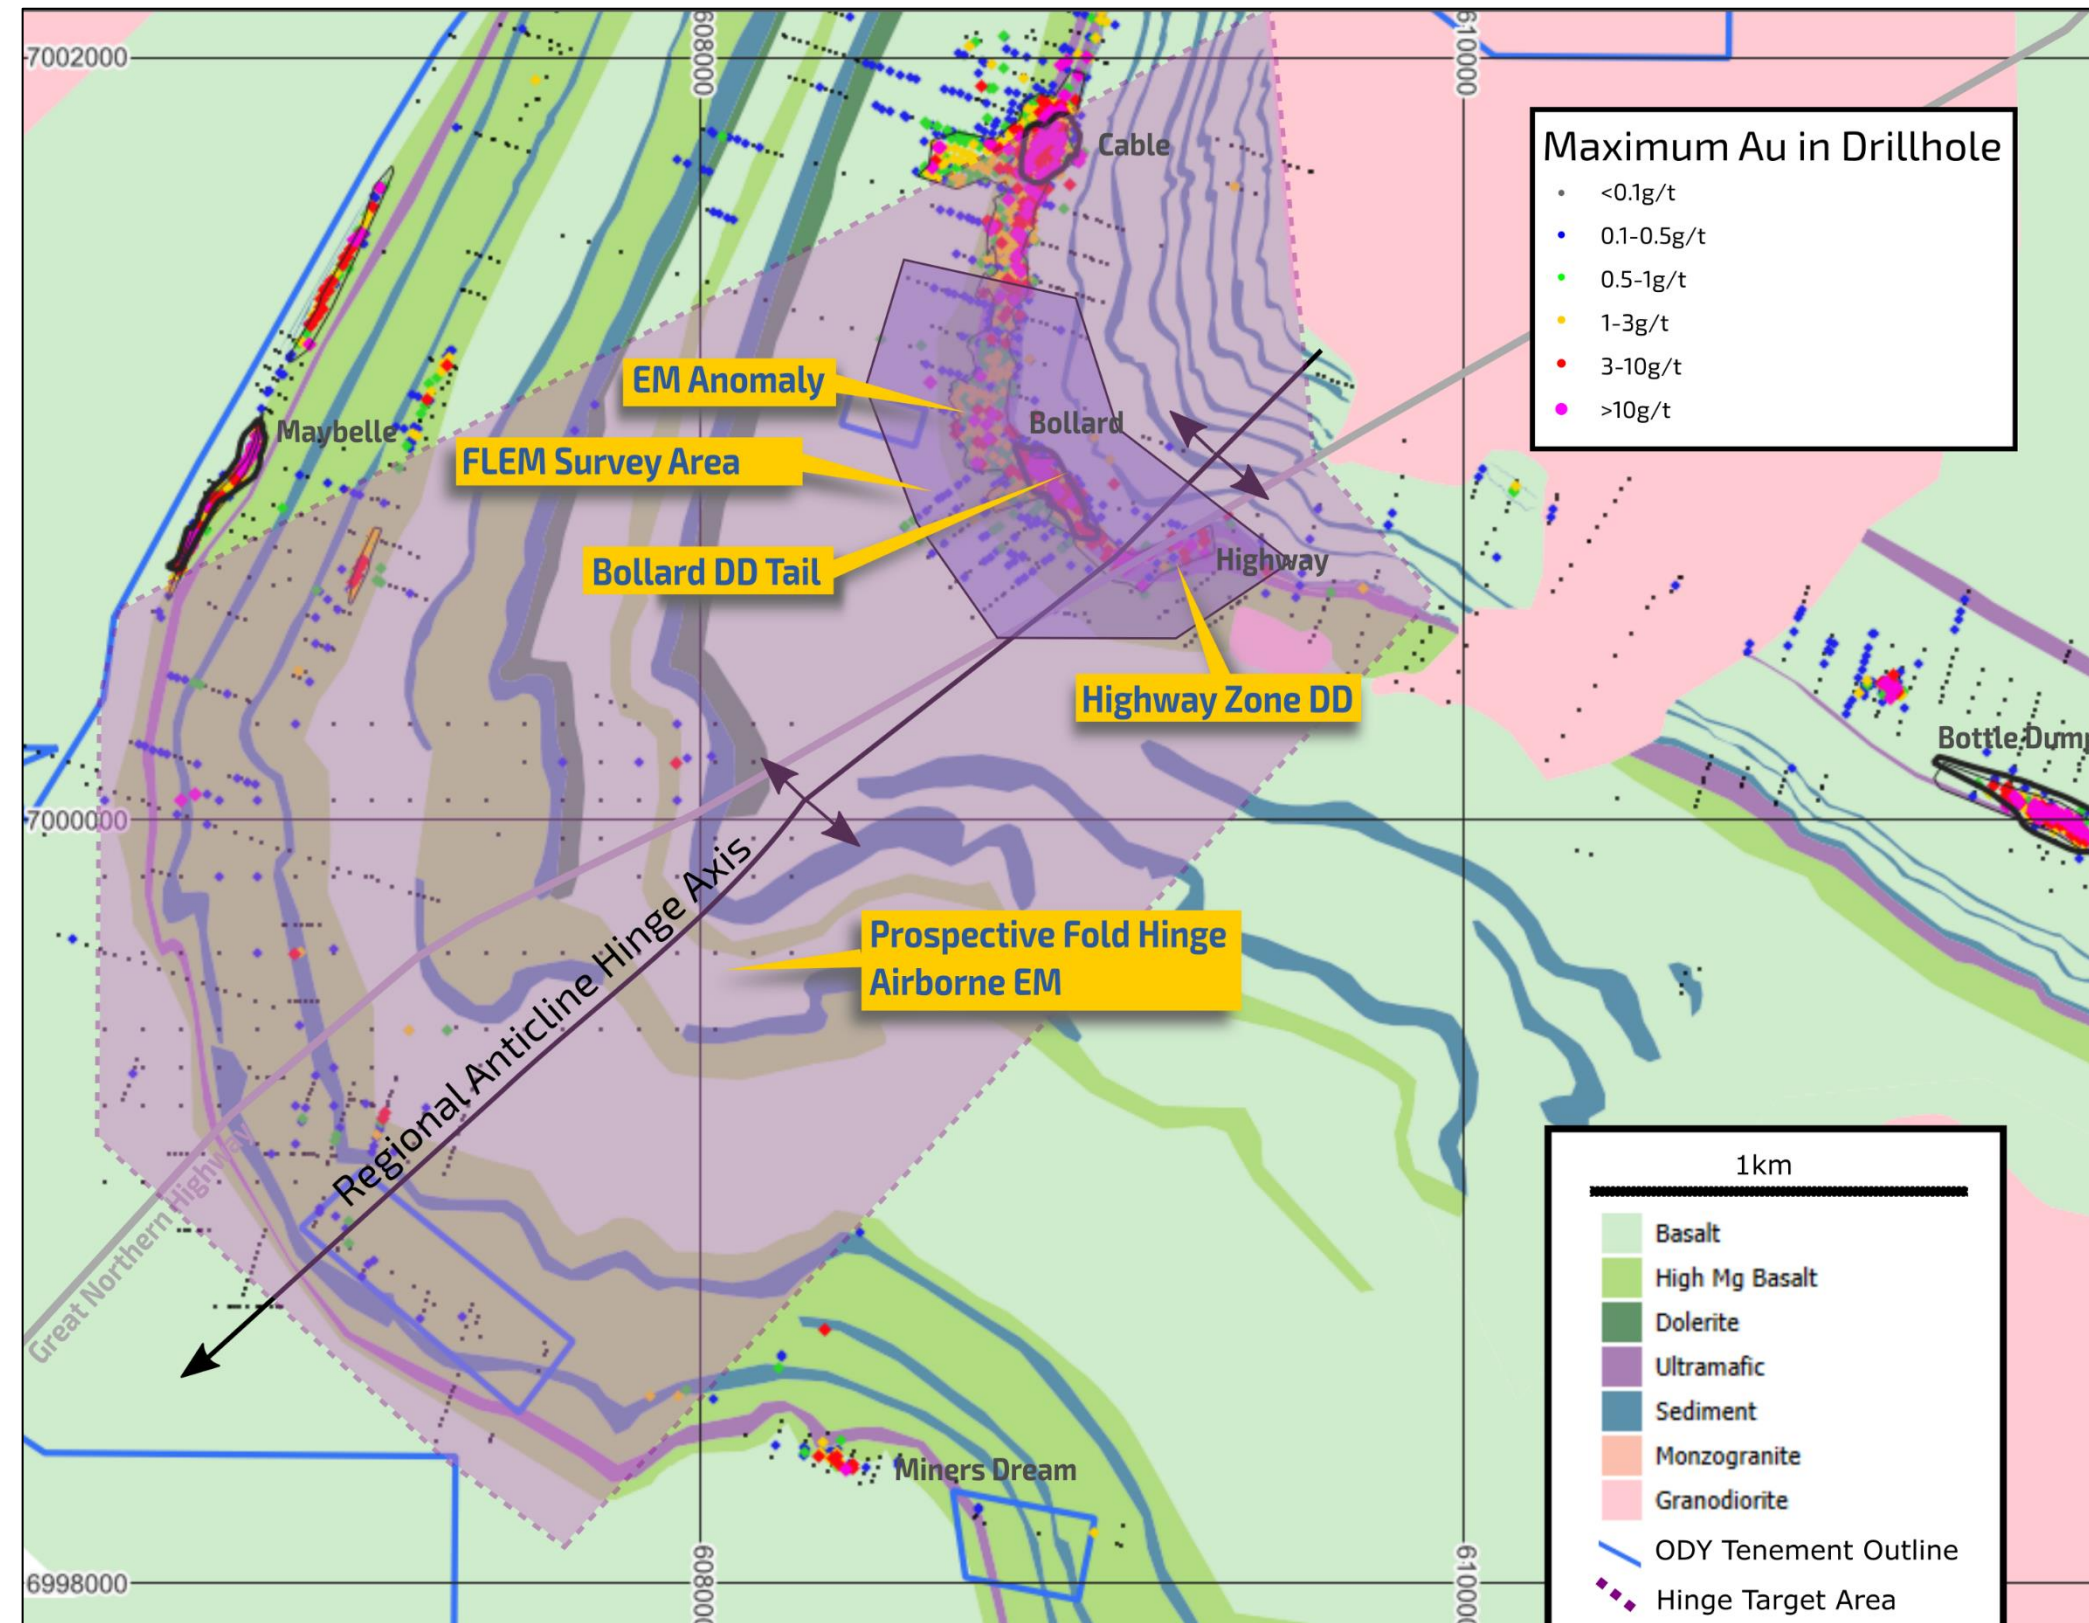 7002000
608000
610000
Cable
Maximum Au in Drillhole
<0.1g/t
0.1-0.5g/t
0.5-1g/t
1-3g/t
3-10g/t
>10g/t
EM Anomaly
Maybelle
Bollard
FLEM Survey Area
Bollard DD Tail
Highway
Highway Zone DD
Bottle Dump
7000000
Regional Anticline Hinge Axis
Prospective Fold Hinge
Airborne EM
Great Northern Highway
1km
Basalt
High Mg Basalt
Dolerite
Ultramafic
Sediment
Monzogranite
Granodiorite
ODY Tenement Outline
Hinge Target Area
Miners Dream
6998000